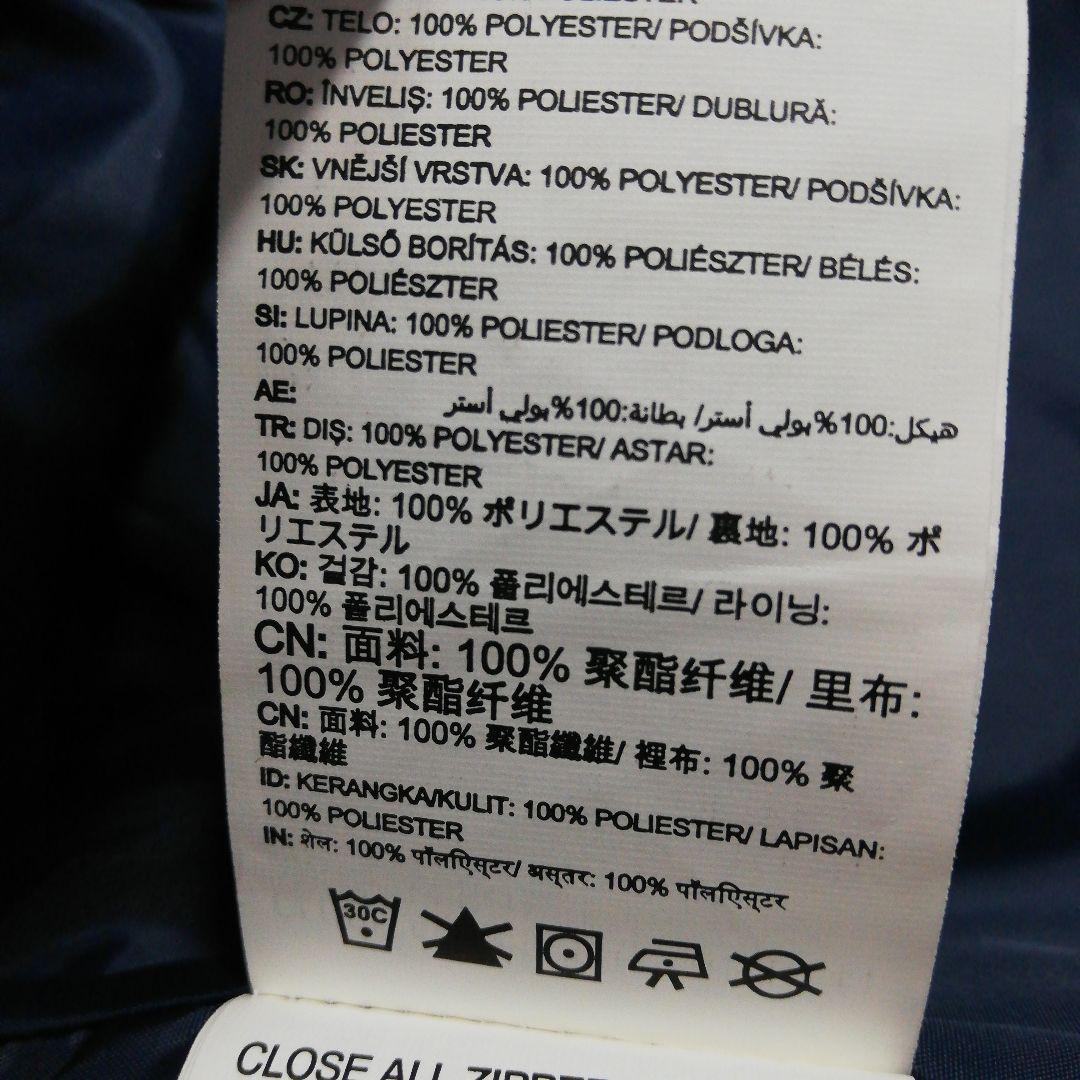 POLYESTER
CZ: TELO: 100% POLYESTER/ PODŠÍVKA:
100% POLYESTER
RO: ÎNVELIŞ: 100% POLIESTER/ DUBLURĂ:
100% POLIESTER
SK: VNĚJŠÍ VRSTVA: 100% POLYESTER/ PODŠÍVKA:
100% POLYESTER
HU: KÜLSŐ BORÍTÁS: 100% POLIÉSZTER/ BÉLÉS:
100% POLIÉSZTER
SI: LUPINA: 100% POLIESTER/ PODLOGA:
100% POLIESTER
AE: هيكل:100%بولي أستر/ بطانة:100%بولي أستر
TR: DIŞ: 100% POLYESTER/ ASTAR:
100% POLYESTER
JA: 表地: 100% ポリエステル/ 裏地: 100% ポ
リエステル
KO: 겉감: 100% 폴리에스테르/ 라이닝:
100% 폴리에스테르
CN: 面料: 100% 聚酯纤维/ 里布:
100% 聚酯纤维
CN: 面料: 100% 聚酯纖維/ 裡布: 100% 聚
酯纖維
ID: KERANGKA/KULIT: 100% POLIESTER/ LAPISAN:
100% POLIESTER
IN: शेल: 100% पॉलिएस्टर/ अस्तर: 100% पॉलिएस्टर
30C
CLOSE ALL